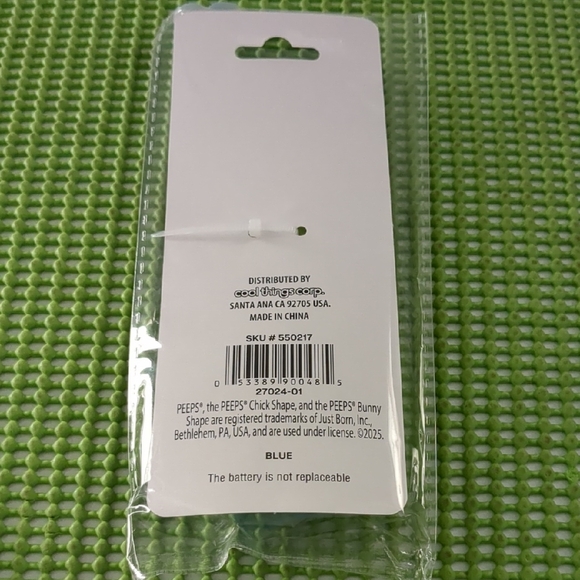 DISTRIBUTED BY
cool things corp.
SANTA ANA CA 92705 USA.
MADE IN CHINA
SKU # 550217
0 53389 90048 5
27024-01
PEEPS®, the PEEPS® Chick Shape, and the PEEPS® Bunny
Shape are registered trademarks of Just Born, Inc.,
Bethlehem, PA, USA, and are used under license. ©2025.
BLUE
The battery is not replaceable